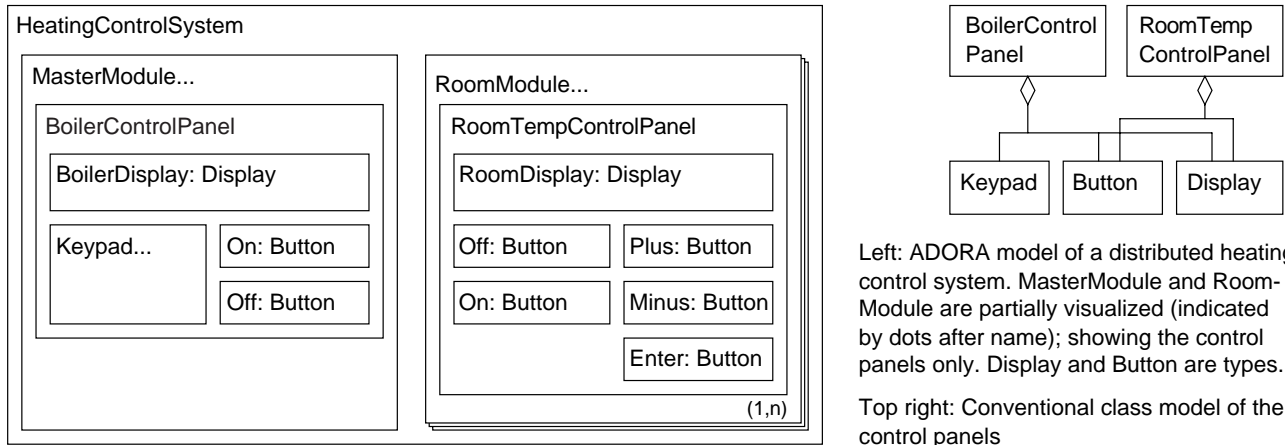 HeatingControlSystem
MasterModule...
BoilerControlPanel
BoilerDisplay: Display
Keypad...
On: Button
Off: Button
RoomModule...
RoomTempControlPanel
RoomDisplay: Display
Off: Button
Plus: Button
On: Button
Minus: Button
Enter: Button
(1,n)
BoilerControl
Panel
RoomTemp
ControlPanel
Keypad
Button
Display
Left: ADORA model of a distributed heating
control system. MasterModule and Room-
Module are partially visualized (indicated
by dots after name); showing the control
panels only. Display and Button are types.
Top right: Conventional class model of the
control panels